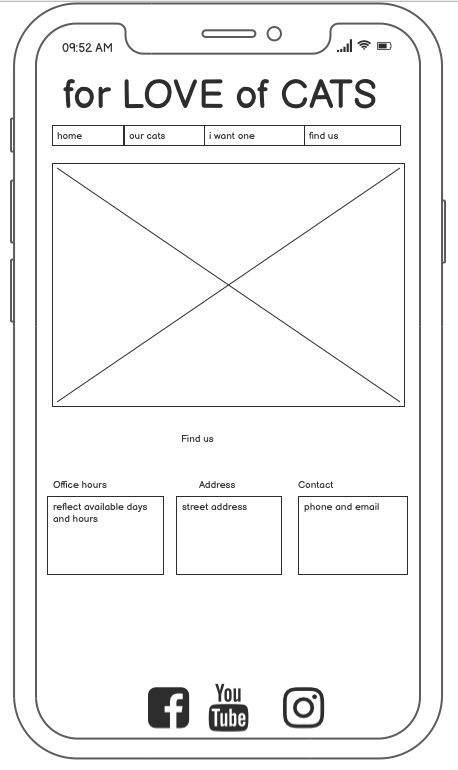 09:52 AM
for LOVE of CATS
home our cats i want one find us
Find us
Office hours Address Contact
reflect available days street address phone and email
and hours
You
Tube